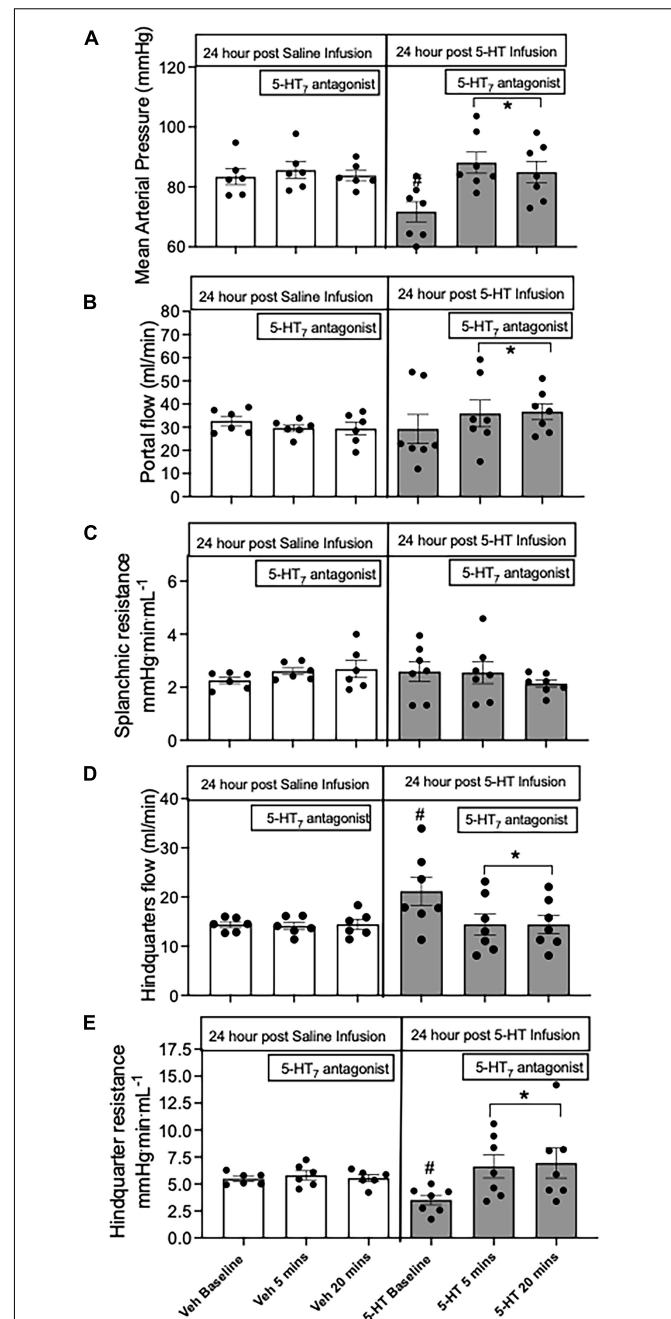 A
24 hour post Saline Infusion
24 hour post 5-HT Infusion
5-HT7 antagonist
5-HT7 antagonist
Mean Arterial Pressure (mmHg)
120
100
80
60
*
#
B
24 hour post Saline Infusion
24 hour post 5-HT Infusion
5-HT7 antagonist
5-HT7 antagonist
Portal flow (ml/min)
80
70
60
50
40
30
20
10
0
*
C
24 hour post Saline Infusion
24 hour post 5-HT Infusion
5-HT7 antagonist
5-HT7 antagonist
Splanchnic resistance
mmHg·min·mL-1
6
4
2
0
D
24 hour post Saline Infusion
24 hour post 5-HT Infusion
5-HT7 antagonist
5-HT7 antagonist
Hindquarters flow (ml/min)
40
30
20
10
0
#
*
E
24 hour post Saline Infusion
24 hour post 5-HT Infusion
5-HT7 antagonist
5-HT7 antagonist
Hindquarter resistance
mmHg·min·mL-1
17.5
15.0
12.5
10.0
7.5
5.0
2.5
0.0
#
*
Veh Baseline
Veh 5 mins
Veh 20 mins
5-HT Baseline
5-HT 5 mins
5-HT 20 mins